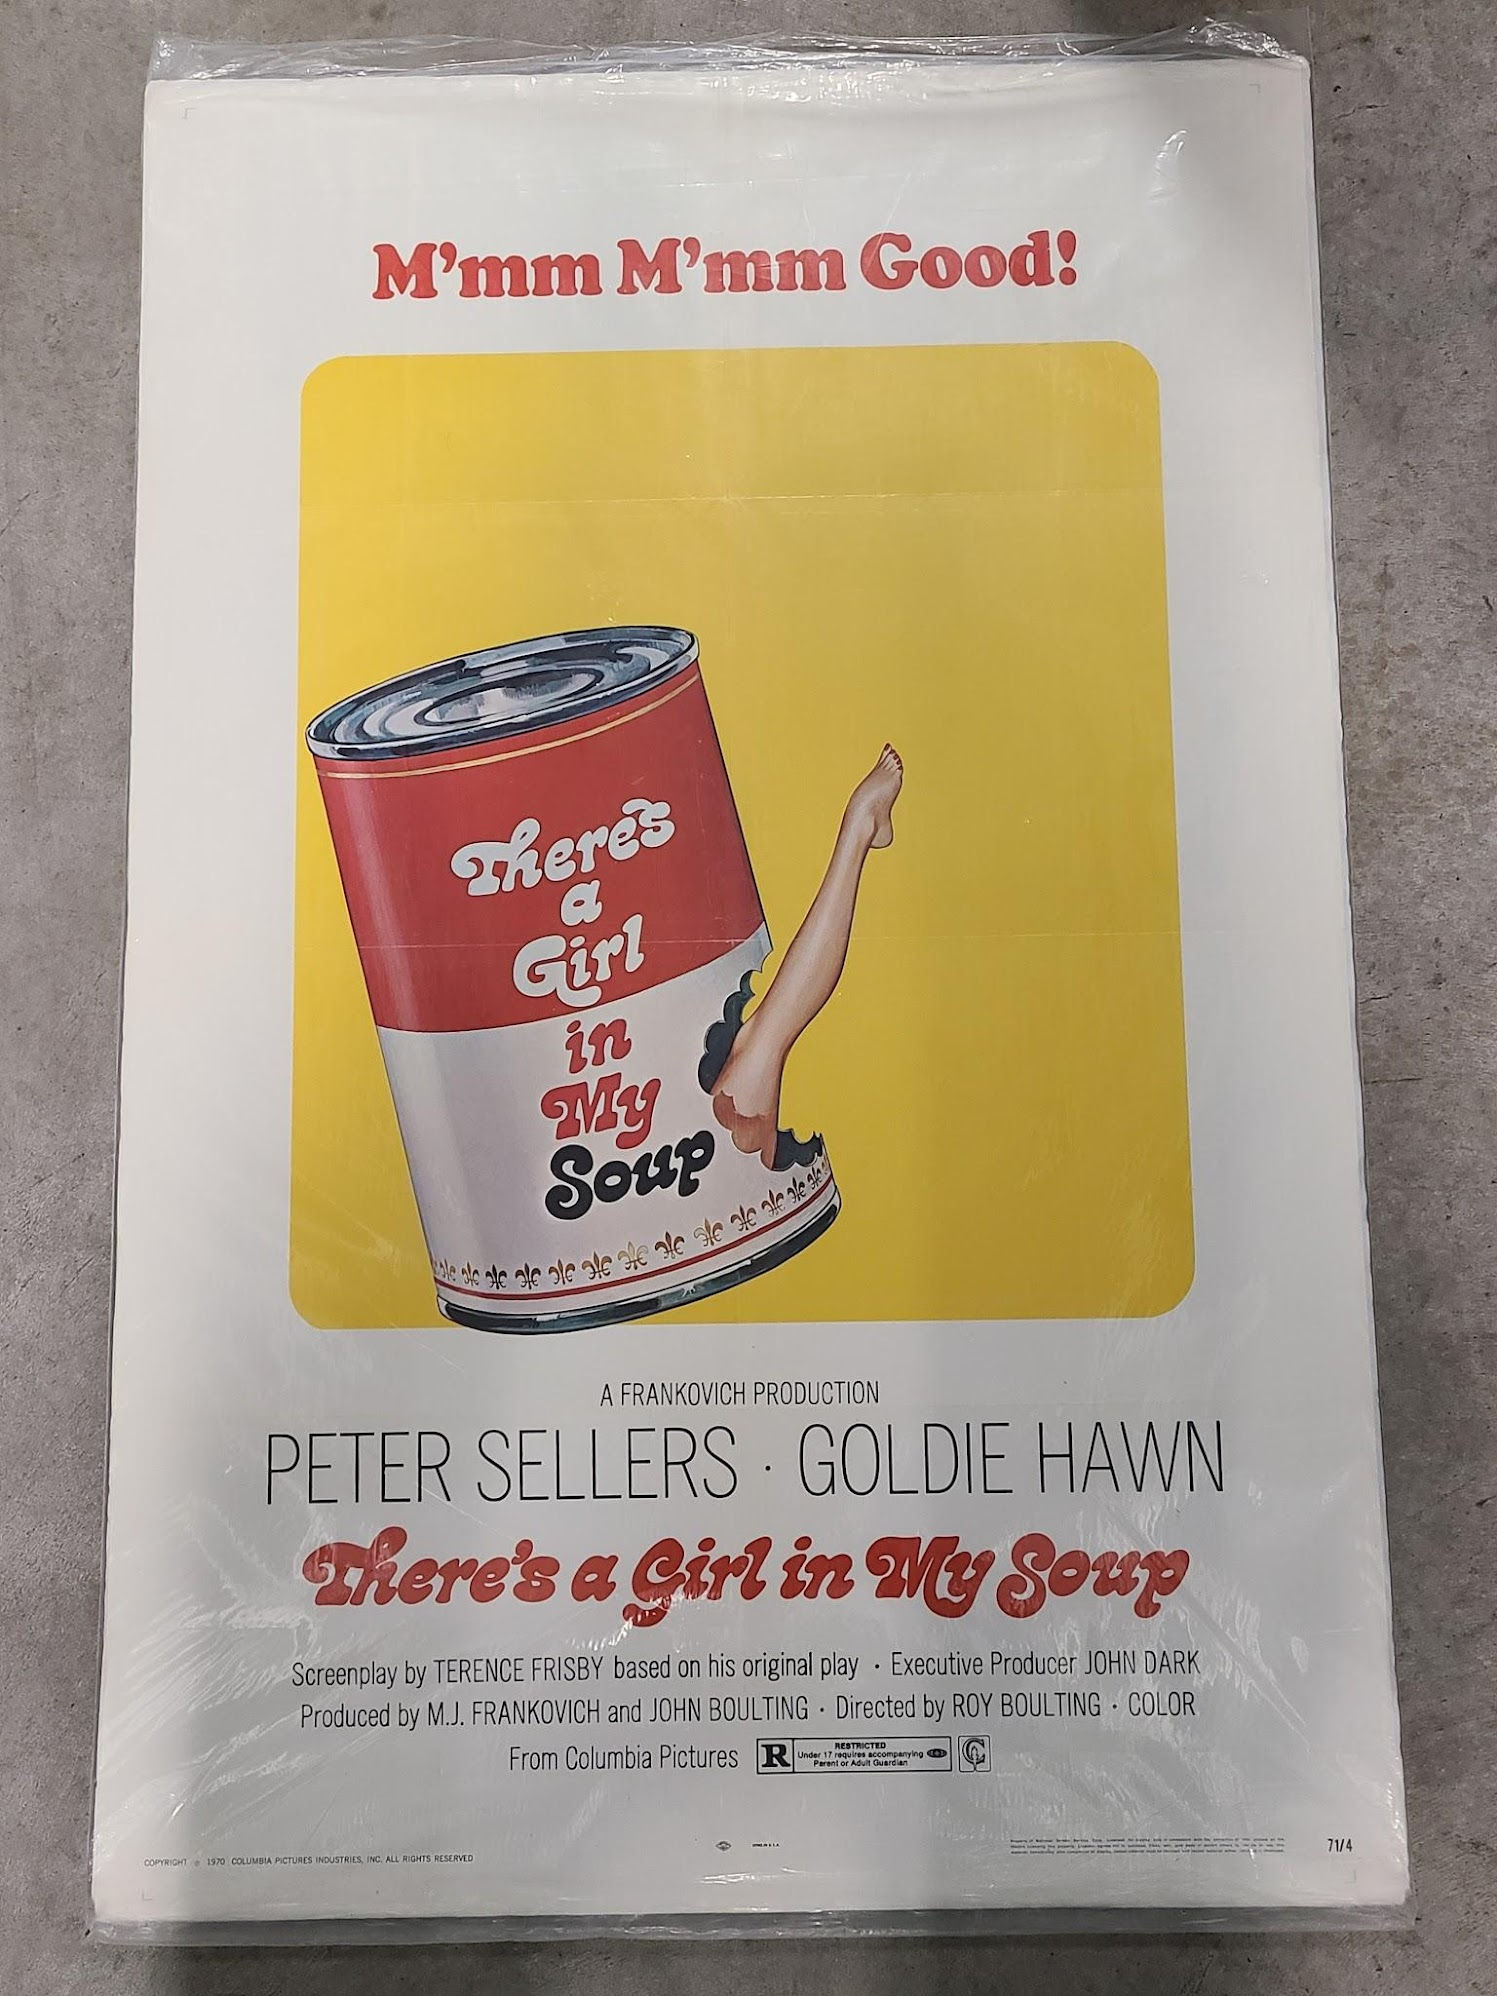 M'mm M'mm Good!
There's
a
Girl
in
My
Soup
A FRANKOVICH PRODUCTION
PETER SELLERS · GOLDIE HAWN
There's a Girl in My Soup
Screenplay by TERENCE FRISBY based on his original play · Executive Producer JOHN DARK
Produced by M.J. FRANKOVICH and JOHN BOULTING · Directed by ROY BOULTING · COLOR
From Columbia Pictures
R
RESTRICTED
Under 17 requires accompanying
Parent or Adult Guardian
COPYRIGHT © 1970 COLUMBIA PICTURES INDUSTRIES, INC. ALL RIGHTS RESERVED
71/4